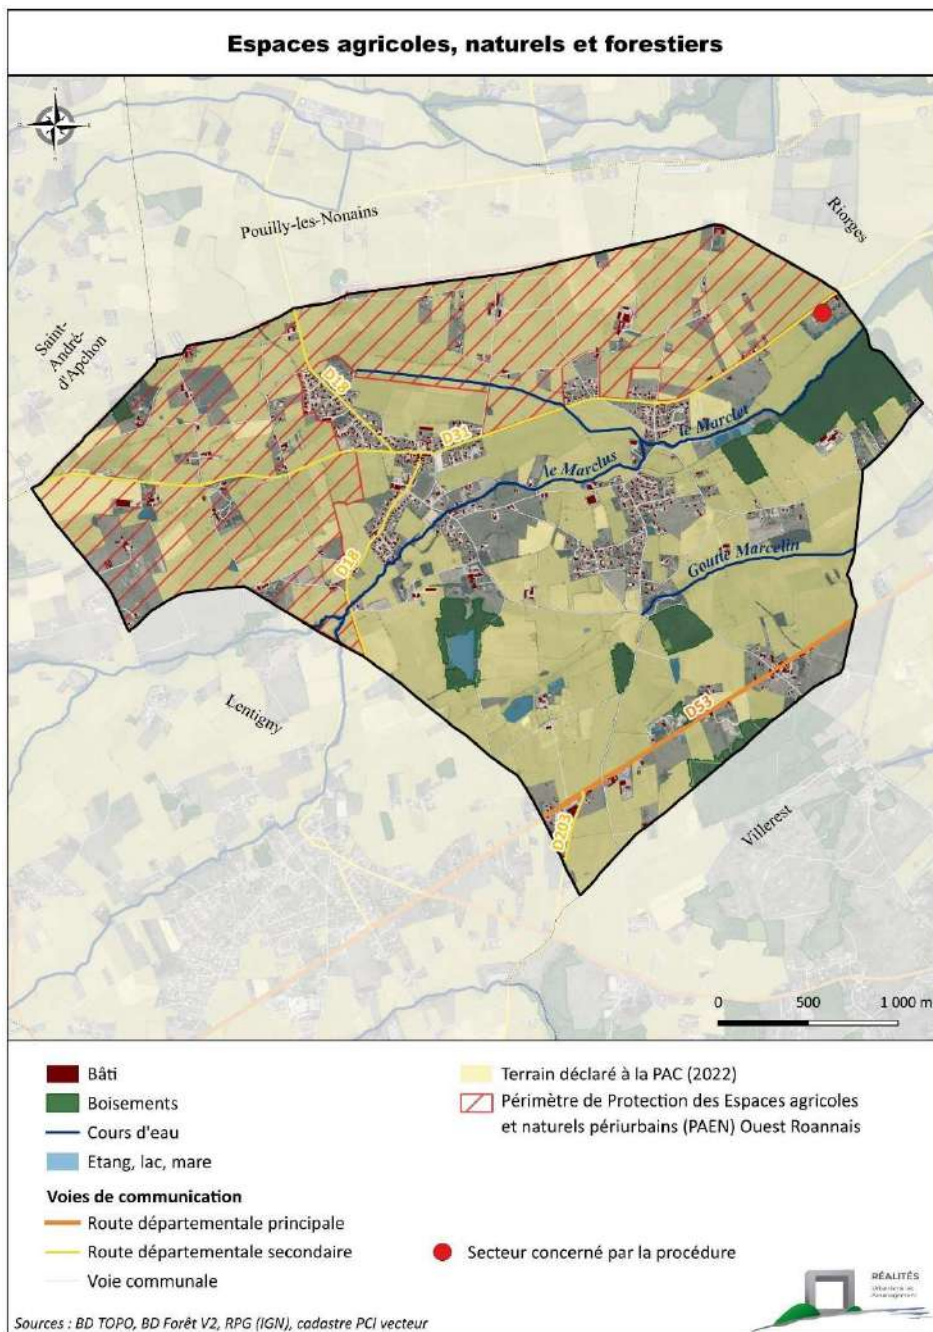 Espaces agricoles, naturels et forestiers
Pouilly-les-Nonains
Riorges
Saint-
André-
d'Apchon
D18
D31
le Marclet
le Marclus
Goutte Marcelin
D18
Lentigny
D53
Villerest
D203
0 500 1 000 m
Bâti
Boisements
Cours d'eau
Etang, lac, mare
Voies de communication
Route départementale principale
Route départementale secondaire
Voie communale
Terrain déclaré à la PAC (2022)
Périmètre de Protection des Espaces agricoles
et naturels périurbains (PAEN) Ouest Roannais
Secteur concerné par la procédure
RÉALITÉS
Urbanisme et
Aménagement
Sources : BD TOPO, BD Forêt V2, RPG (IGN), cadastre PCI vecteur